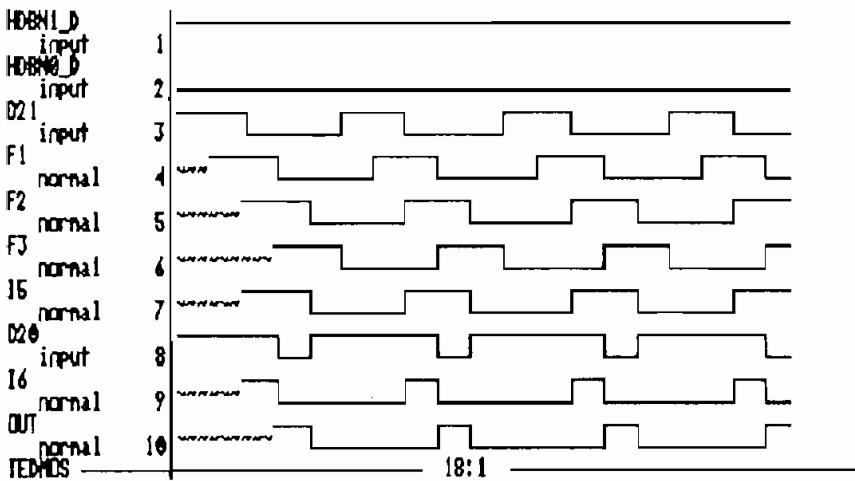 HDBN1_D
input 1
HDBN0_D
input 2
D21
input 3
F1
normal 4
F2
normal 5
F3
normal 6
I5
normal 7
D20
input 8
I6
normal 9
OUT
normal 10
TEDMOS 18:1